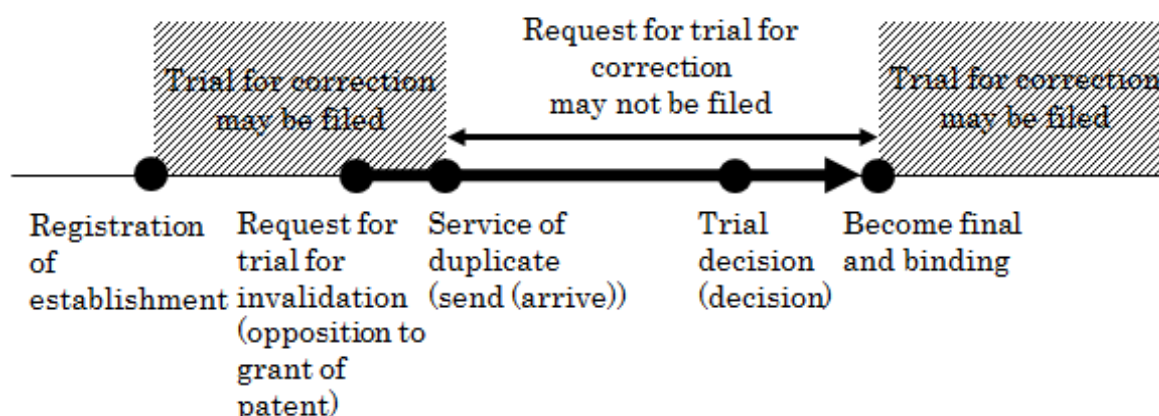 Request for trial for
correction
may not be filed
Trial for correction
may be filed
Trial for correction
may be filed
Registration
of
establishment
Request for
trial for
invalidation
(opposition to
grant of
patent)
Service of
duplicate
(send (arrive))
Trial
decision
(decision)
Become final
and binding